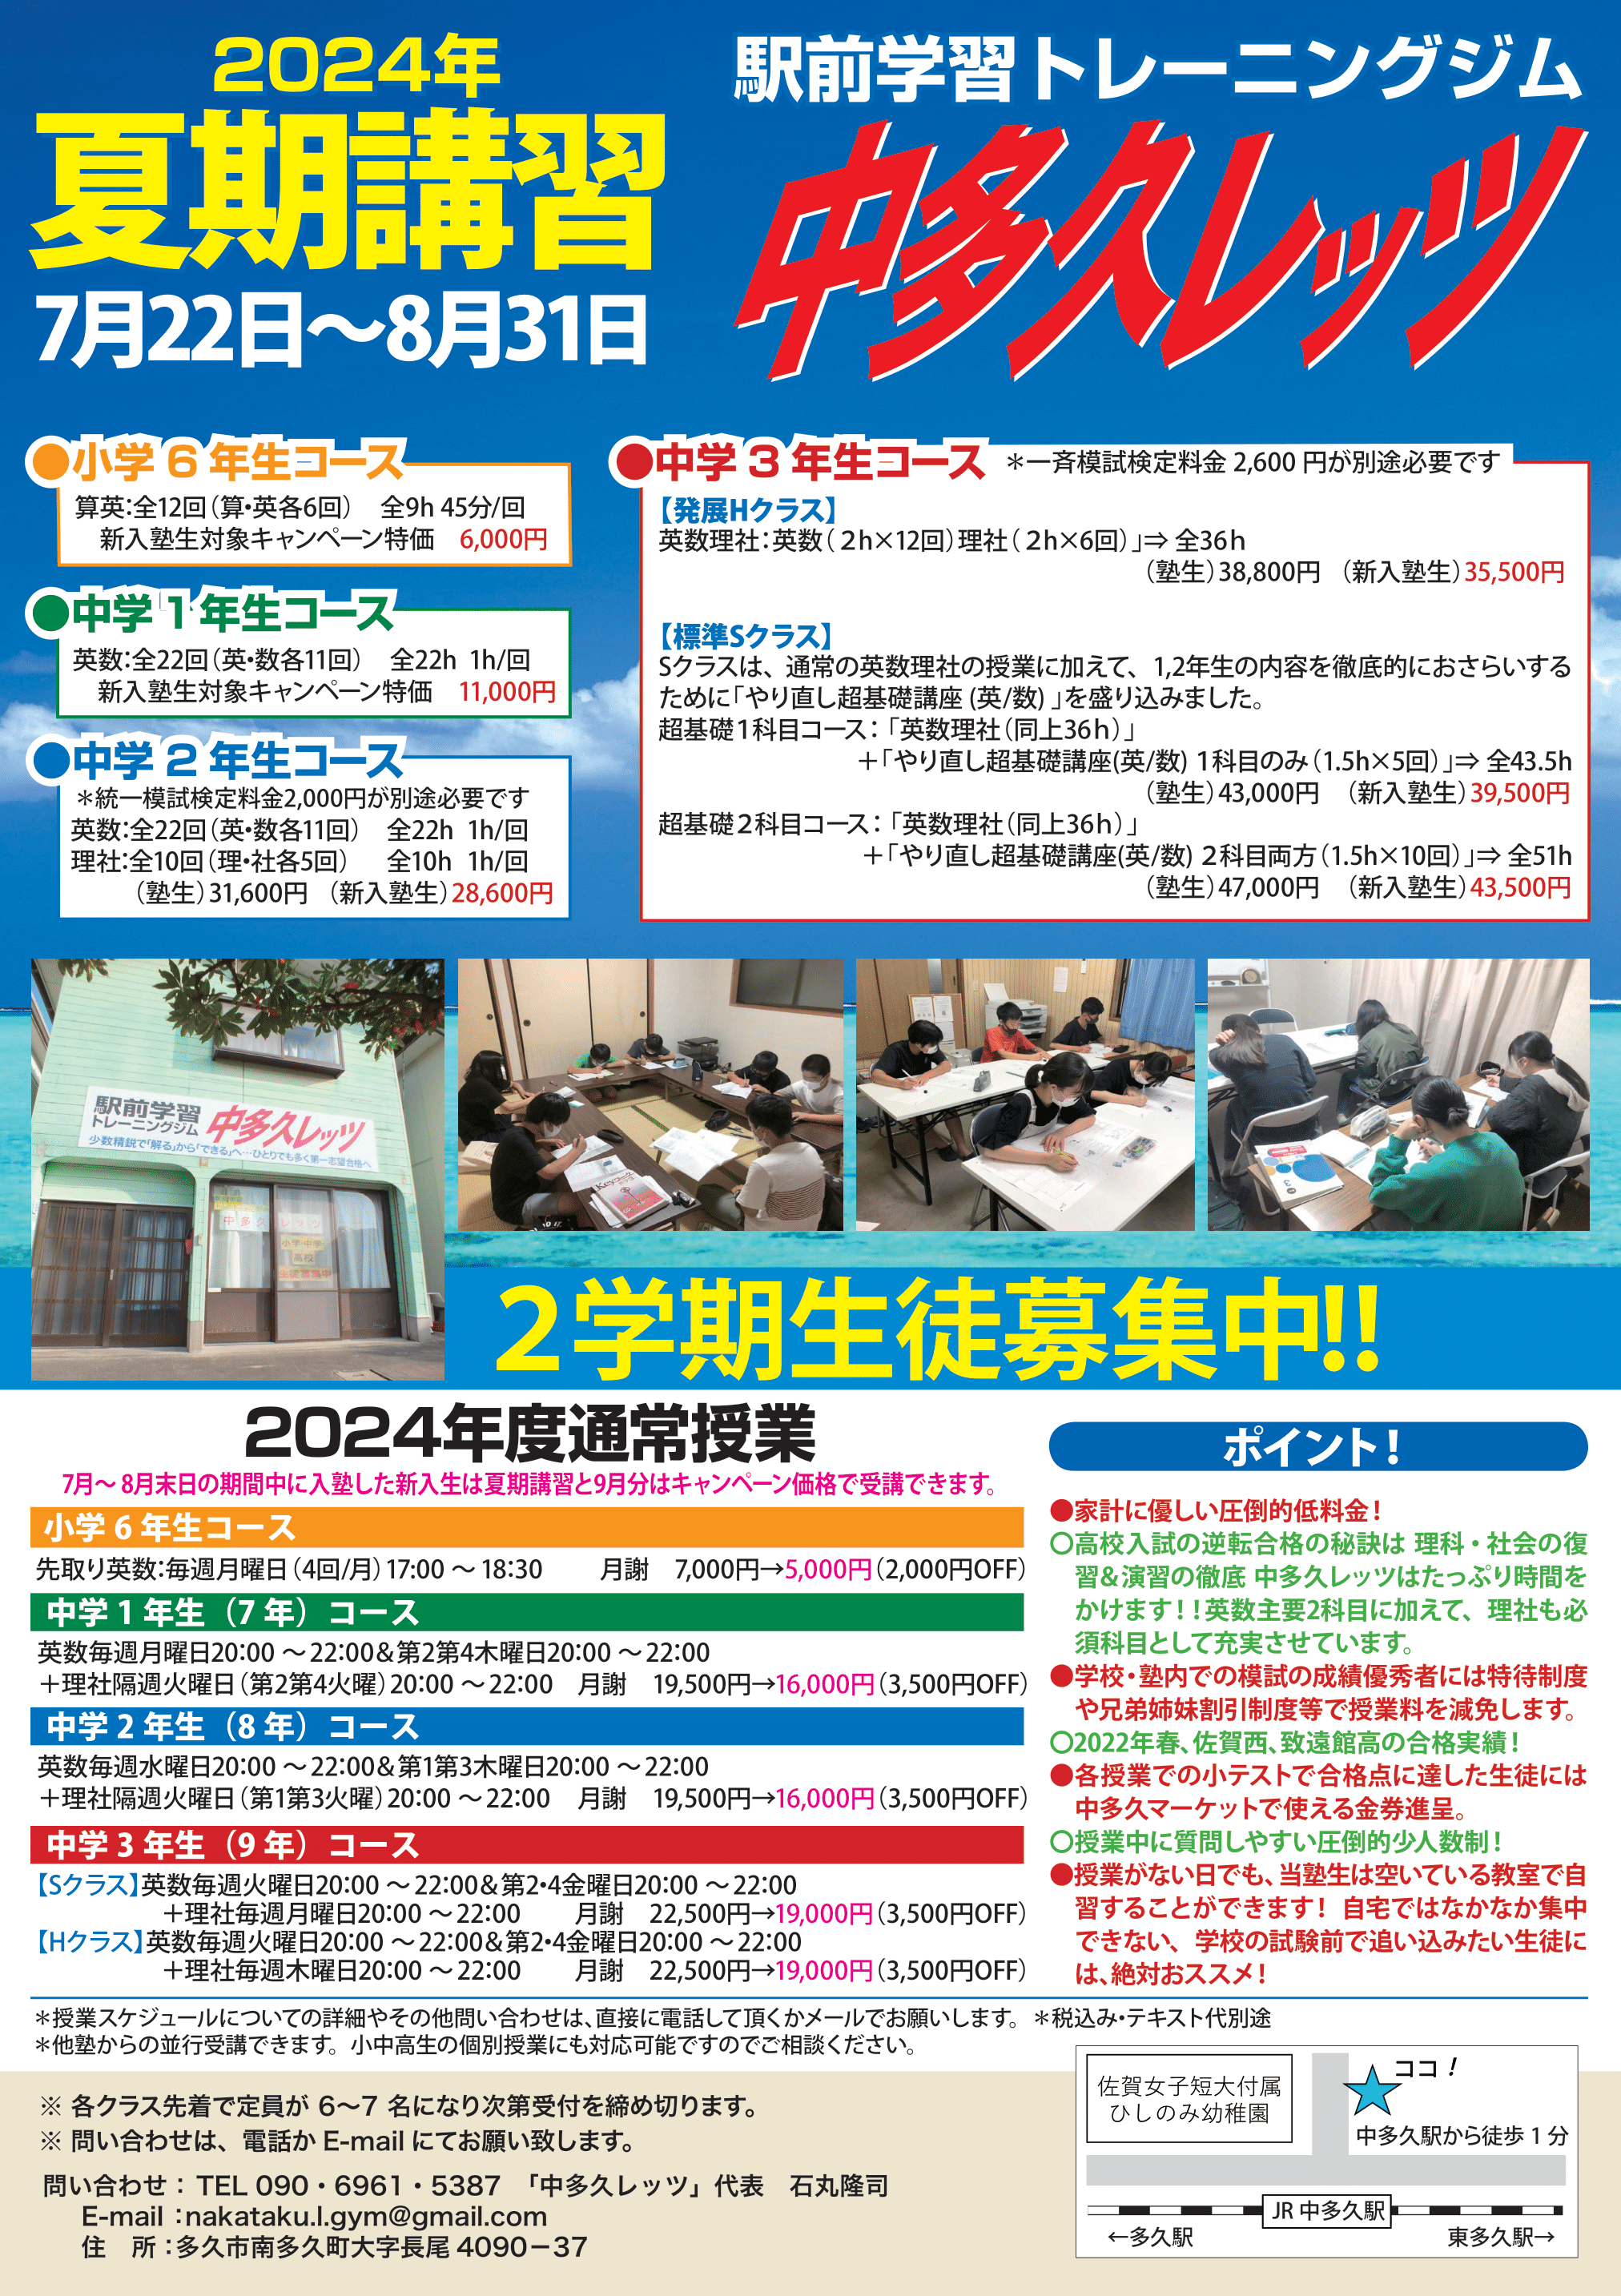 2024年
夏期講習
7月22日～8月31日
駅前学習トレーニングジム
中多久レッツ
●小学6年生コース
算英：全12回（算・英各6回）　全9h 45分/回
新入塾生対象キャンペーン特価　6,000円
●中学1年生コース
英数：全22回（英・数各11回）　全22h 1h/回
新入塾生対象キャンペーン特価　11,000円
●中学2年生コース
＊統一模試検定料金2,000円が別途必要です
英数：全22回（英・数各11回）　全22h 1h/回
理社：全10回（理・社各5回）　全10h 1h/回
（塾生）31,600円　（新入塾生）28,600円
●中学3年生コース　＊一斉模試検定料金 2,600 円が別途必要です
【発展Hクラス】
英数理社：英数（2h×12回）理社（2h×6回）」⇒ 全36h
（塾生）38,800円　（新入塾生）35,500円
【標準Sクラス】
Sクラスは、通常の英数理社の授業に加えて、1,2年生の内容を徹底的におさらいする
ために「やり直し超基礎講座 (英/数) 」を盛り込みました。
超基礎1科目コース：「英数理社（同上36h）」
＋「やり直し超基礎講座(英/数) 1科目のみ（1.5h×5回）」⇒ 全43.5h
（塾生）43,000円　（新入塾生）39,500円
超基礎2科目コース：「英数理社（同上36h）」
＋「やり直し超基礎講座(英/数) 2科目両方（1.5h×10回）」⇒ 全51h
（塾生）47,000円　（新入塾生）43,500円
駅前学習
トレーニングジム
中多久レッツ
少数精鋭で「解る」から「できる」へ…ひとりでも多く第一志望合格へ
中多久レッツ
小学・中学
高校
生徒募集中
2学期生徒募集中!!
2024年度通常授業
7月～8月末日の期間中に入塾した新入生は夏期講習と9月分はキャンペーン価格で受講できます。
小学6年生コース
先取り英数：毎週月曜日（4回/月）17:00 ～ 18:30　月謝　7,000円→5,000円（2,000円OFF）
中学1年生（7年）コース
英数毎週月曜日20:00 ～ 22:00＆第2第4木曜日20:00 ～ 22:00
＋理社隔週火曜日（第2第4火曜）20:00 ～ 22:00　月謝　19,500円→16,000円（3,500円OFF）
中学2年生（8年）コース
英数毎週水曜日20:00 ～ 22:00＆第1第3木曜日20:00 ～ 22:00
＋理社隔週火曜日（第1第3火曜）20:00 ～ 22:00　月謝　19,500円→16,000円（3,500円OFF）
中学3年生（9年）コース
【Sクラス】英数毎週火曜日20:00 ～ 22:00＆第2・4金曜日20:00 ～ 22:00
＋理社毎週月曜日20:00 ～ 22:00　月謝　22,500円→19,000円（3,500円OFF）
【Hクラス】英数毎週火曜日20:00 ～ 22:00&第2・4金曜日20:00 ～ 22:00
＋理社毎週木曜日20:00 ～ 22:00　月謝　22,500円→19,000円（3,500円OFF）
ポイント！
●家計に優しい圧倒的低料金！
○高校入試の逆転合格の秘訣は 理科・社会の復
習&演習の徹底 中多久レッツはたっぷり時間を
かけます！！英数主要2科目に加えて、理社も必
須科目として充実させています。
●学校・塾内での模試の成績優秀者には特待制度
や兄弟姉妹割引制度等で授業料を減免します。
○2022年春、佐賀西、致遠館高の合格実績！
●各授業での小テストで合格点に達した生徒には
中多久マーケットで使える金券進呈。
○授業中に質問しやすい圧倒的少人数制！
●授業がない日でも、当塾生は空いている教室で自
習することができます！ 自宅ではなかなか集中
できない、学校の試験前で追い込みたい生徒に
は、絶対おススメ！
＊授業スケジュールについての詳細やその他問い合わせは、直接に電話して頂くかメールでお願いします。＊税込み・テキスト代別途
＊他塾からの並行受講できます。小中高生の個別授業にも対応可能ですのでご相談ください。
※ 各クラス先着で定員が 6～7 名になり次第受付を締め切ります。
※ 問い合わせは、電話か E-mail にてお願い致します。
問い合わせ： TEL 090・6961・5387　「中多久レッツ」代表　石丸隆司
E-mail：nakataku.l.gym@gmail.com
住　所：多久市南多久町大字長尾 4090－37
佐賀女子短大付属
ひしのみ幼稚園
ココ！
中多久駅から徒歩 1 分
JR 中多久駅
←多久駅
東多久駅→